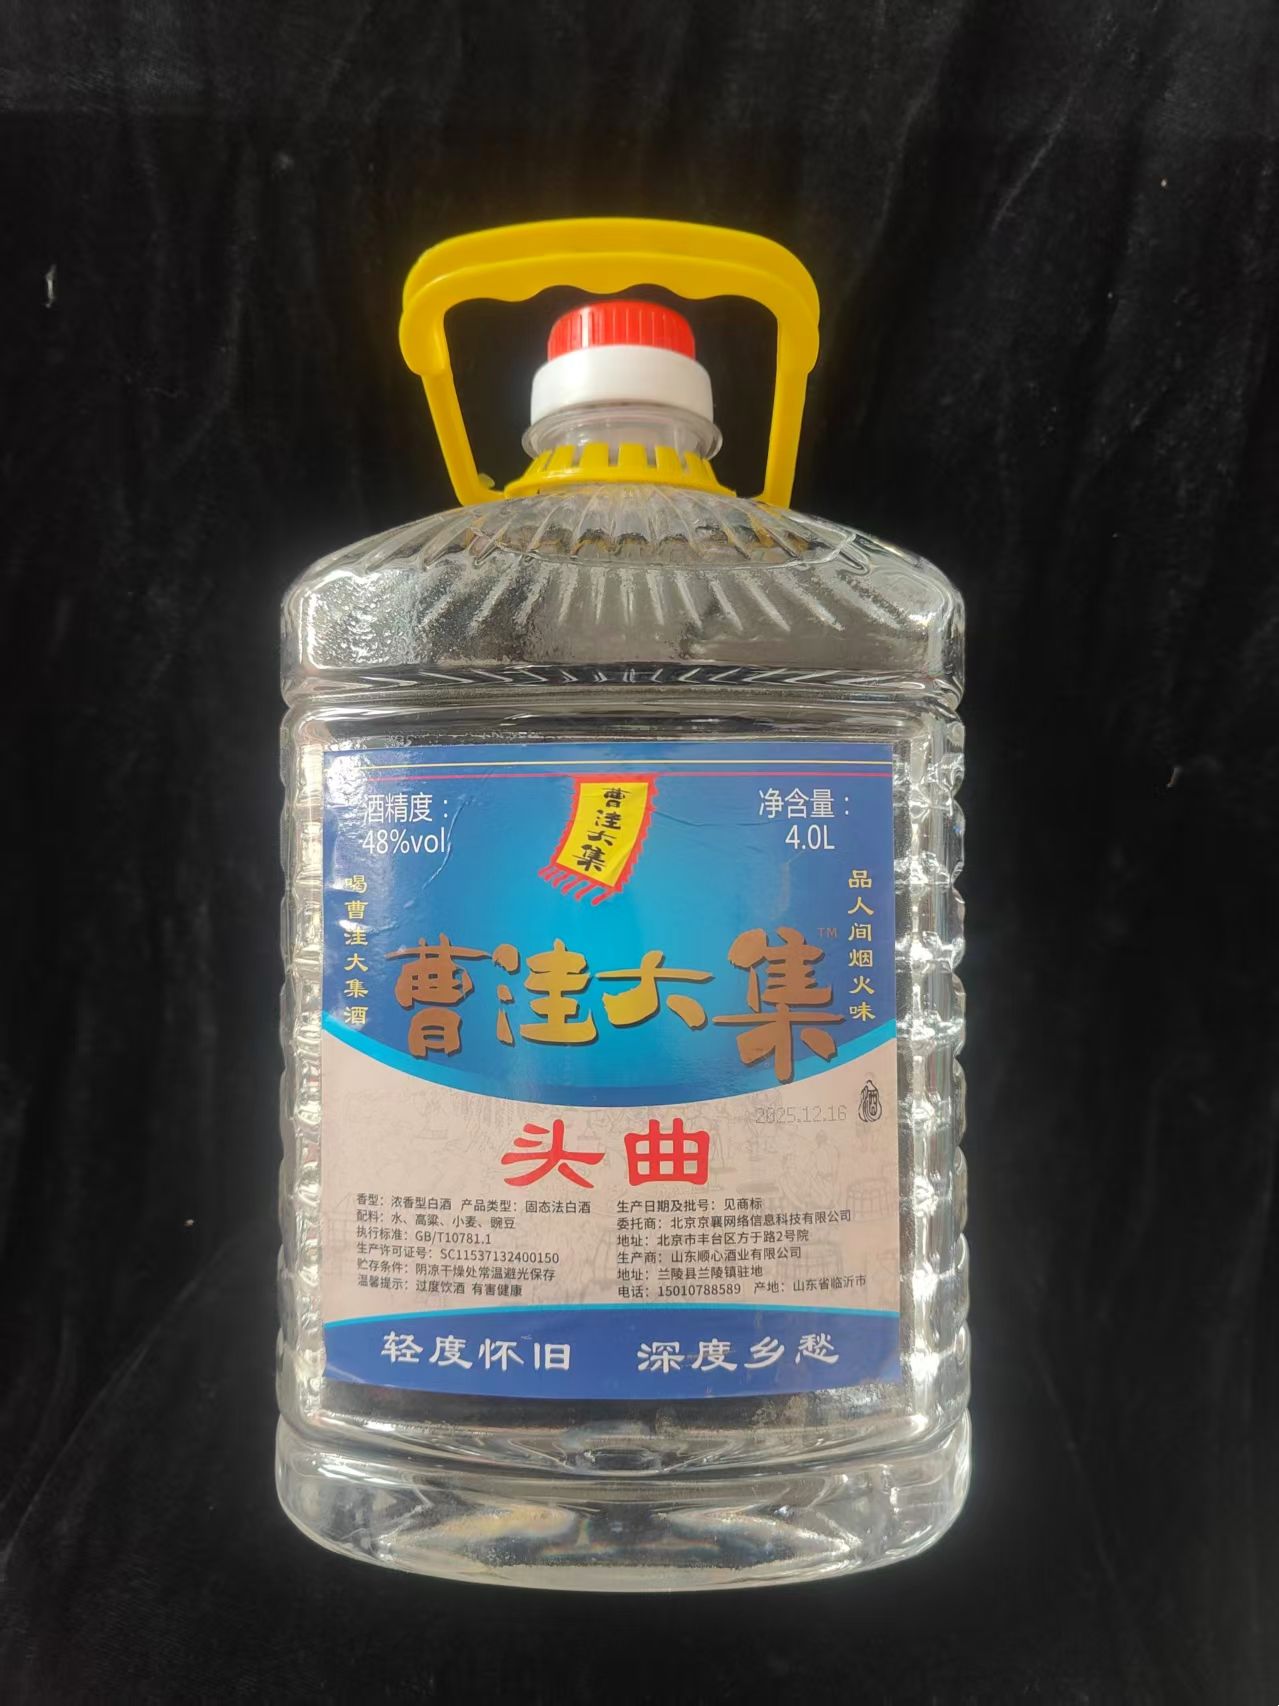 酒精度：
48%vol
曹洼大集
净含量：
4.0L
喝曹洼大集酒
品人间烟火味
曹洼大集
TM
2025.12.16
酒
头曲
香型：浓香型白酒 产品类型：固态法白酒
配料：水、高粱、小麦、豌豆
执行标准：GB/T10781.1
生产许可证号：SC11537132400150
贮存条件：阴凉干燥处常温避光保存
温馨提示：过度饮酒 有害健康
生产日期及批号：见商标
委托商：北京京襄网络信息科技有限公司
地址：北京市丰台区方于路2号院
生产商：山东顺心酒业有限公司
地址：兰陵县兰陵镇驻地
电话：15010788589 产地：山东省临沂市
轻度怀旧 深度乡愁